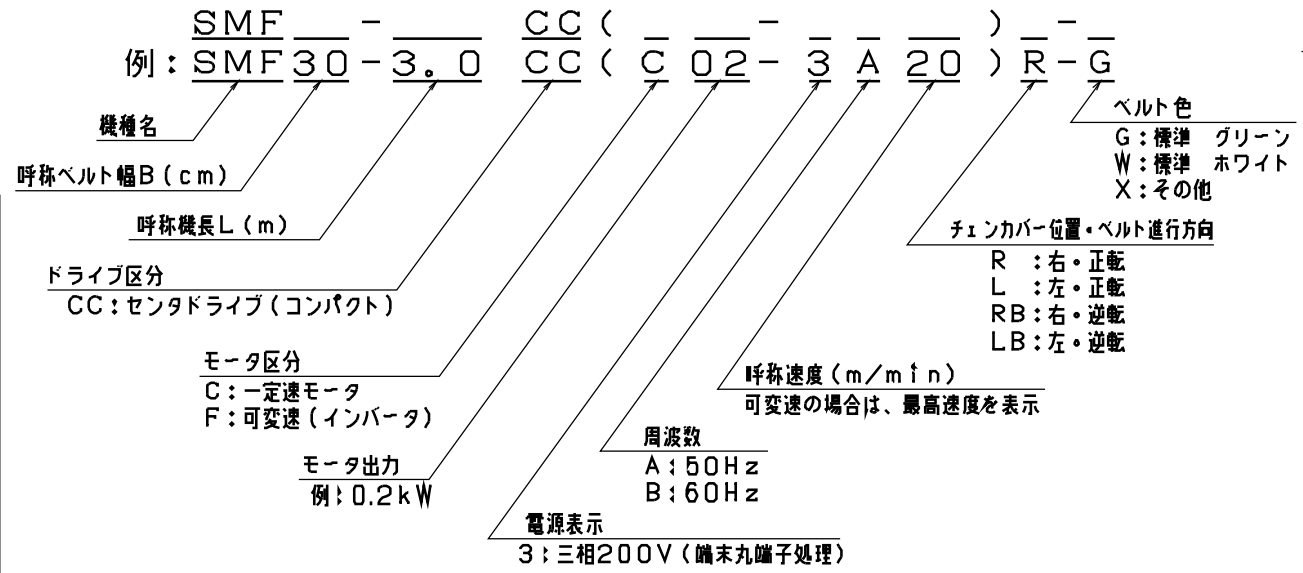 SMF - CC( - ) -
例:SMF30-3.0 CC(C02-3A20)R-G
機種名
呼称ベルト幅B(cm)
呼称機長L(m)
ドライブ区分
CC:センタドライブ(コンパクト)
モータ区分
C:一定速モータ
F:可変速(インバータ)
モータ出力
例:0.2kW
電源表示
3:三相200V(端末丸端子処理)
周波数
A:50Hz
B:60Hz
呼称速度(m/min)
可変速の場合は、最高速度を表示
チェンカバー位置・ベルト進行方向
R :右・正転
L :左・正転
RB:右・逆転
LB:左・逆転
ベルト色
G:標準 グリーン
W:標準 ホワイト
X:その他